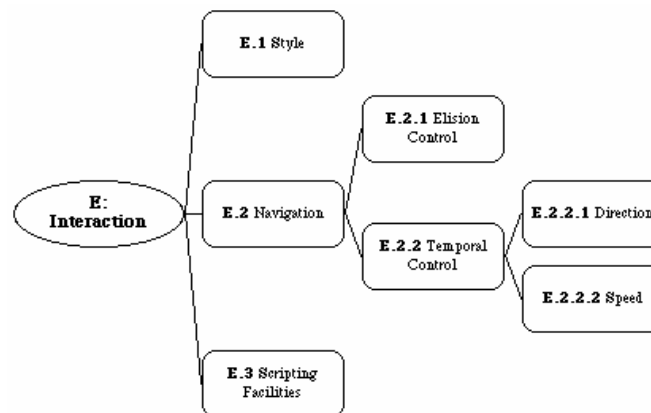 E.1 Style
E.2.1 Elision
Control
E:
Interaction
E.2 Navigation
E.2.2 Temporal
Control
E.2.2.1 Direction
E.2.2.2 Speed
E.3 Scripting
Facilities